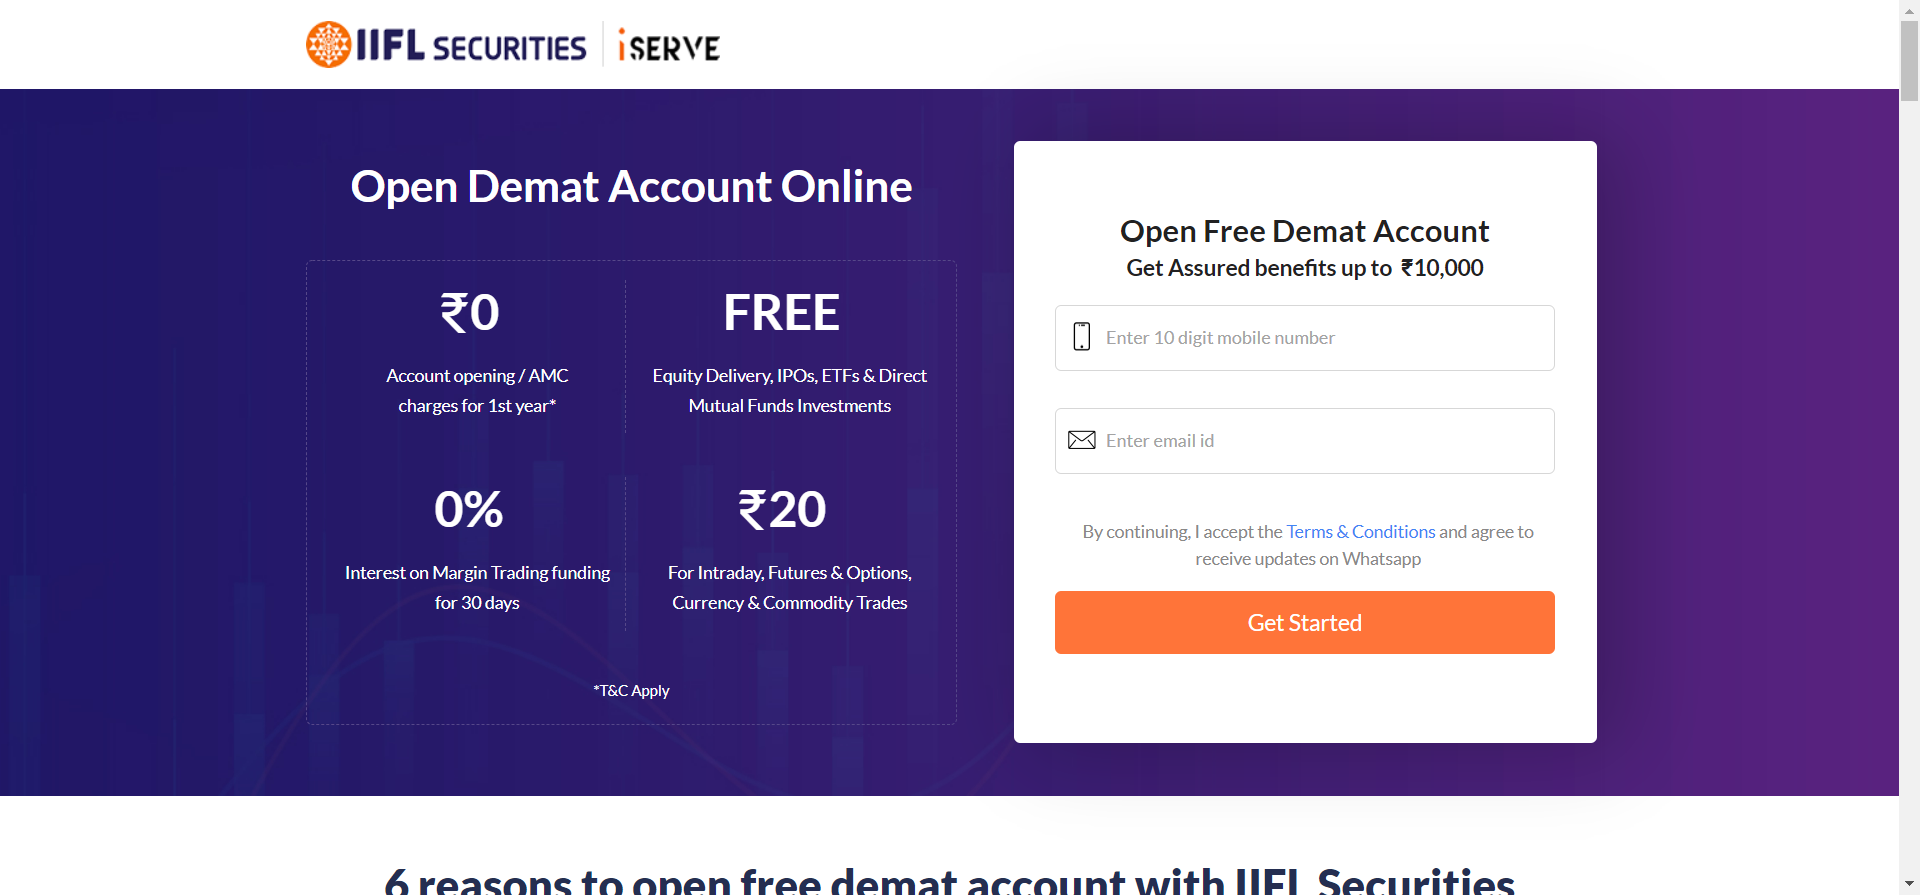 IIFL SECURITIES iSERVE
Open Demat Account Online
₹0
Account opening / AMC
charges for 1st year*
FREE
Equity Delivery, IPOs, ETFs & Direct
Mutual Funds Investments
0%
Interest on Margin Trading funding
for 30 days
₹20
For Intraday, Futures & Options,
Currency & Commodity Trades
*T&C Apply
Open Free Demat Account
Get Assured benefits up to ₹10,000
Enter 10 digit mobile number
Enter email id
By continuing, I accept the Terms & Conditions and agree to
receive updates on Whatsapp
Get Started
6 reasons to open free demat account with IIFL Securities